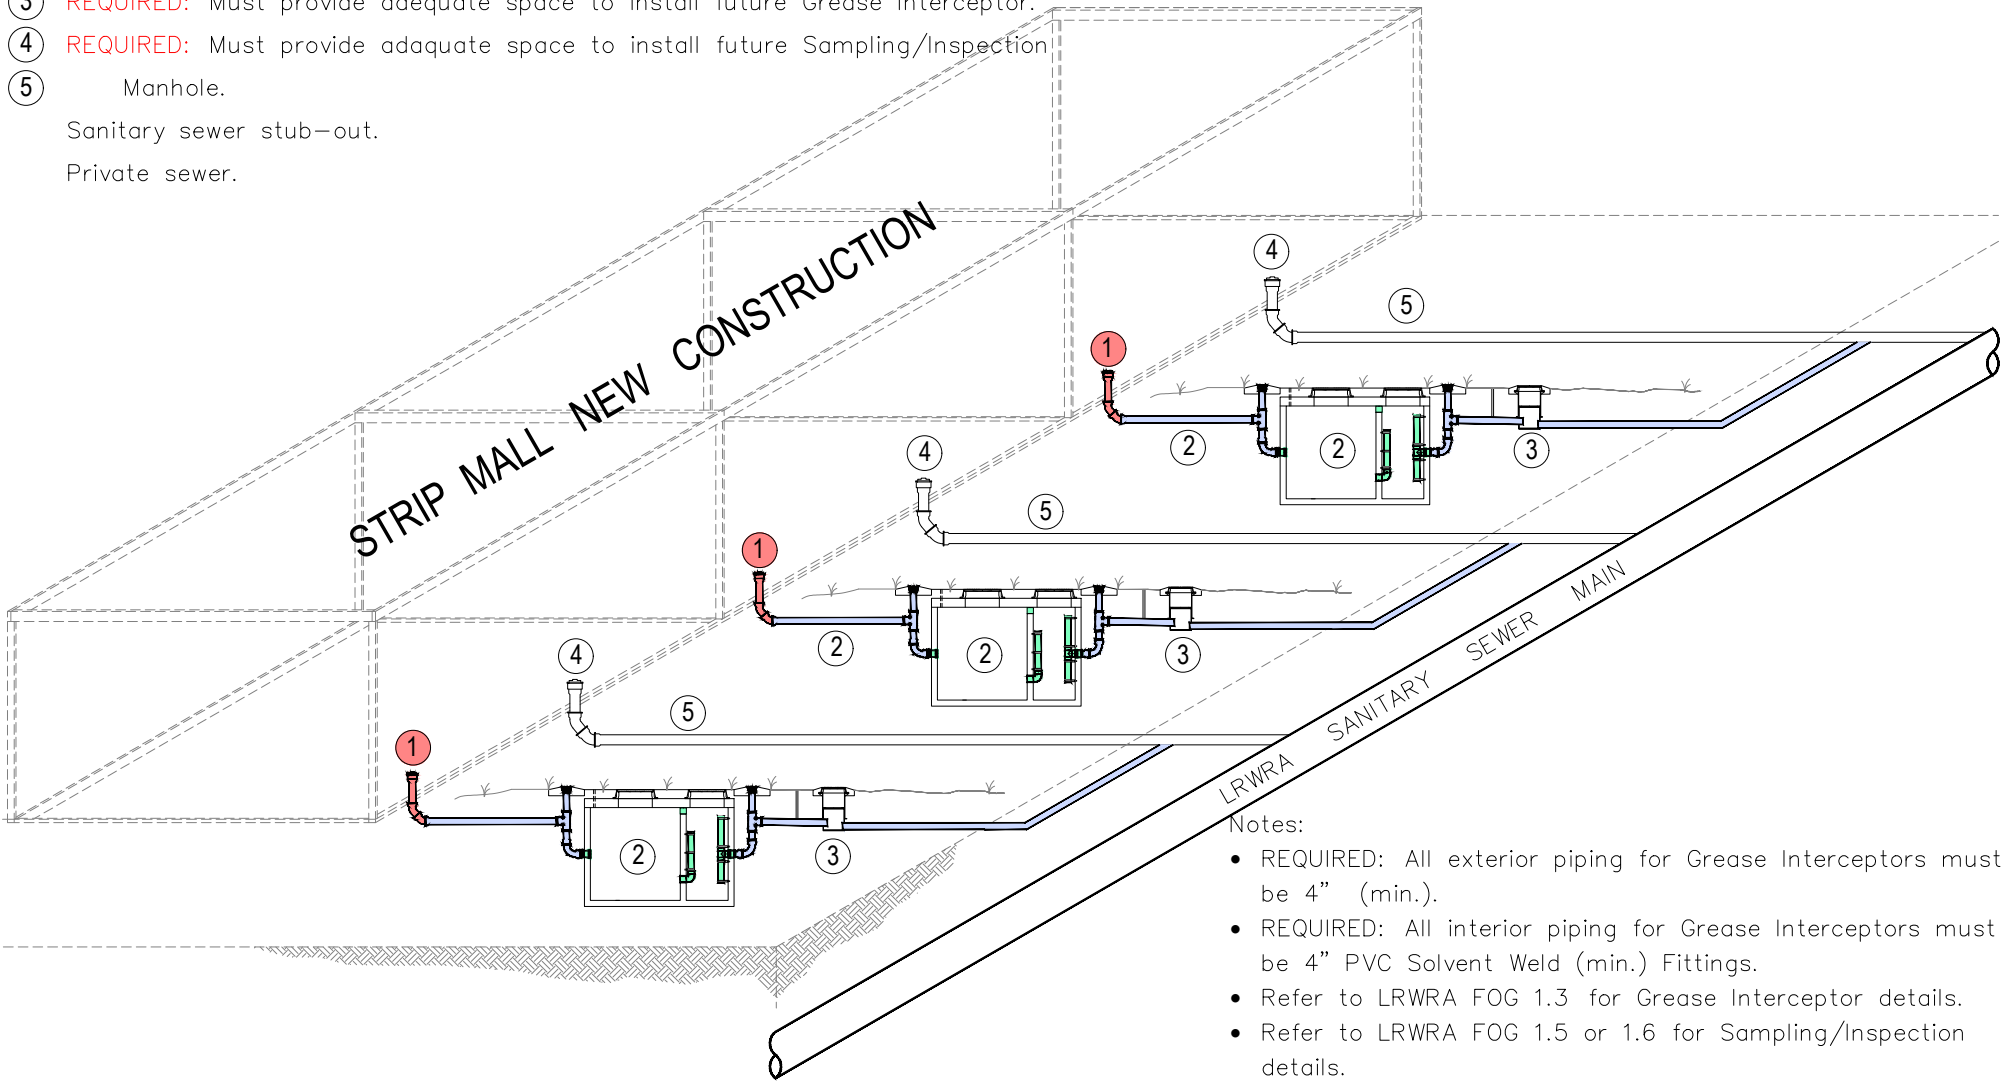 3 REQUIRED: Must provide adequate space to install future Grease Interceptor.
4 REQUIRED: Must provide adaquate space to install future Sampling/Inspection
5 Manhole.
Sanitary sewer stub-out.
Private sewer.
STRIP MALL NEW CONSTRUCTION
4
5
1
2
2
3
4
5
1
2
2
3
4
5
1
2
3
LRWRA SANITARY SEWER MAIN
Notes:
• REQUIRED: All exterior piping for Grease Interceptors must
be 4" (min.).
• REQUIRED: All interior piping for Grease Interceptors must
be 4" PVC Solvent Weld (min.) Fittings.
• Refer to LRWRA FOG 1.3 for Grease Interceptor details.
• Refer to LRWRA FOG 1.5 or 1.6 for Sampling/Inspection
details.